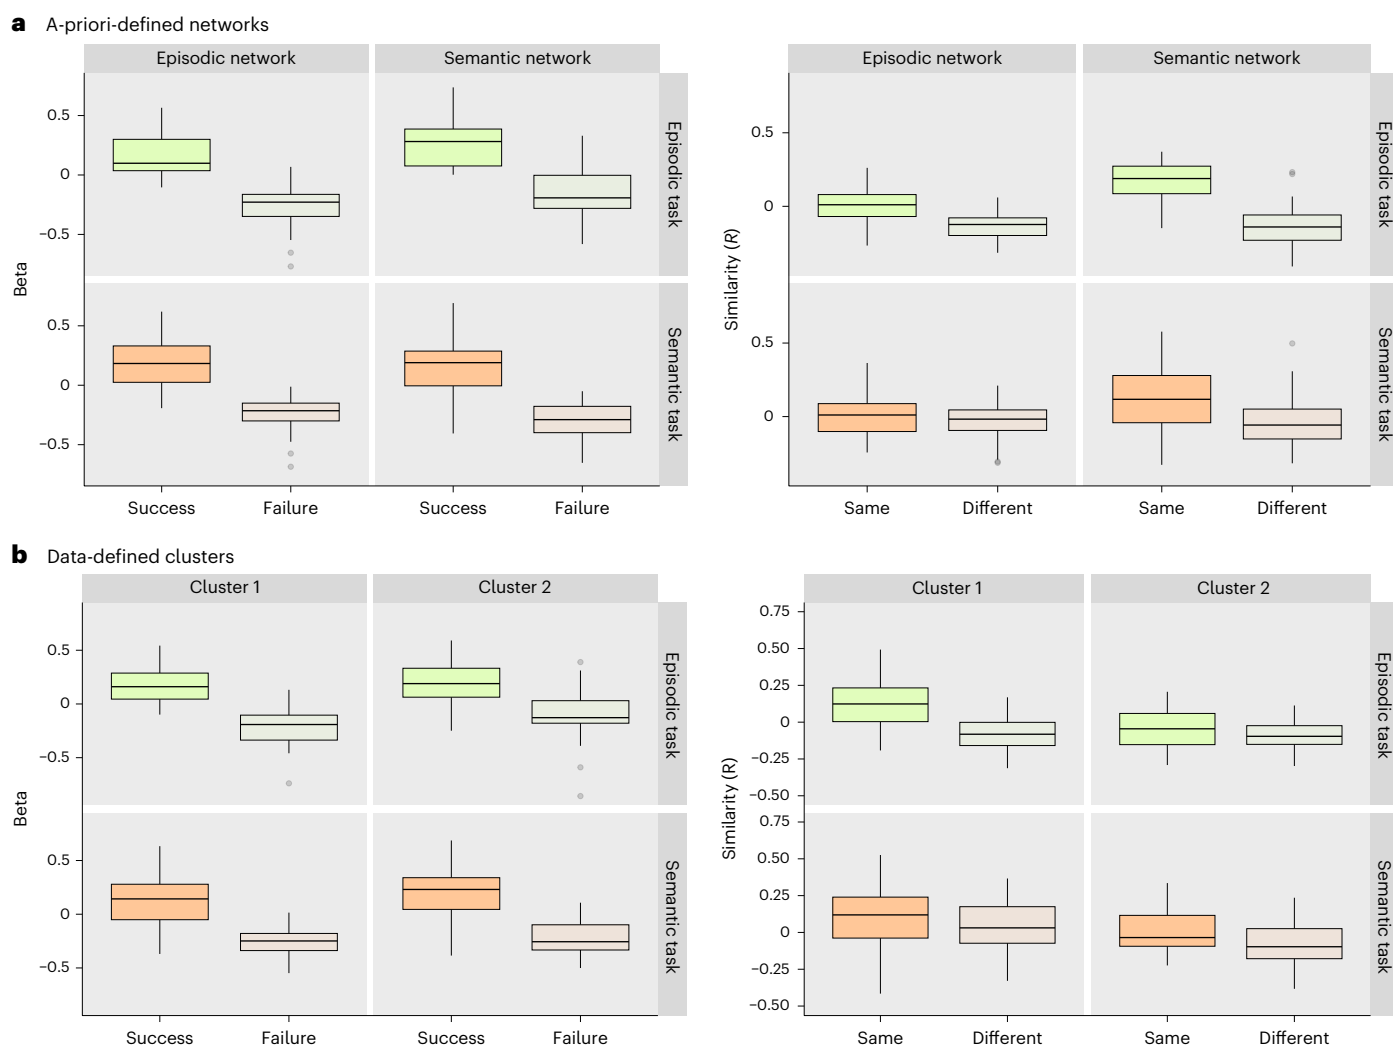 a A-priori-defined networks
Episodic network Semantic network
0.5
0
−0.5
Episodic task
0.5
0
−0.5
Semantic task
Beta
Success Failure Success Failure
Episodic network Semantic network
0.5
0
Episodic task
0.5
0
Semantic task
Similarity (R)
Same Different Same Different
b Data-defined clusters
Cluster 1 Cluster 2
0.5
0
−0.5
Episodic task
0.5
0
−0.5
Semantic task
Beta
Success Failure Success Failure
Cluster 1 Cluster 2
0.75
0.50
0.25
0
−0.25
−0.50
Episodic task
0.75
0.50
0.25
0
−0.25
−0.50
Semantic task
Similarity (R)
Same Different Same Different